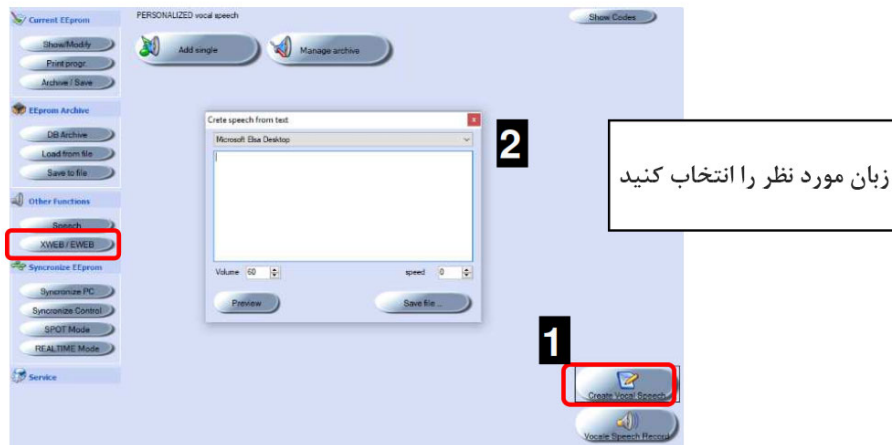 Current EEprom
Show/Modify
Print progr.
Archive / Save
EEprom Archive
DB Archive
Load from file
Save to file
Other Functions
Speech
XWEB / EWEB
Syncronize EEprom
Syncronize PC
Syncronize Control
SPOT Mode
REALTIME Mode
Service
PERSONALIZED vocal speech
Show Codes
Add single
Manage archive
Crete speech from text
Microsoft Elsa Desktop
Volume 60
speed 0
Preview
Save file ...
2
زبان مورد نظر را انتخاب کنید
1
Create Vocal Speech
Vocale Speech Record